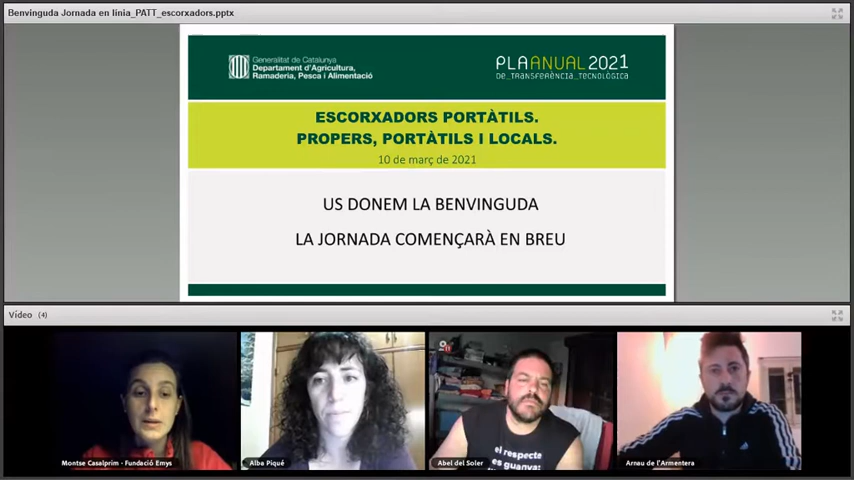 Benvinguda Jornada en línia_PATT_escorxadors.pptx
Generalitat de Catalunya
Departament d'Agricultura,
Ramaderia, Pesca i Alimentació
PLAANUAL2021
DE_TRANSFERÈNCIA_TECNOLÒGICA
ESCORXADORS PORTÀTILS.
PROPERS, PORTÀTILS I LOCALS.
10 de març de 2021
US DONEM LA BENVINGUDA
LA JORNADA COMENÇARÀ EN BREU
Vídeo (4)
Montse Casalprim - Fundació Emys
Alba Piqué
el respecte
es guanya:
Abel del Soler
Arnau de l'Armentera